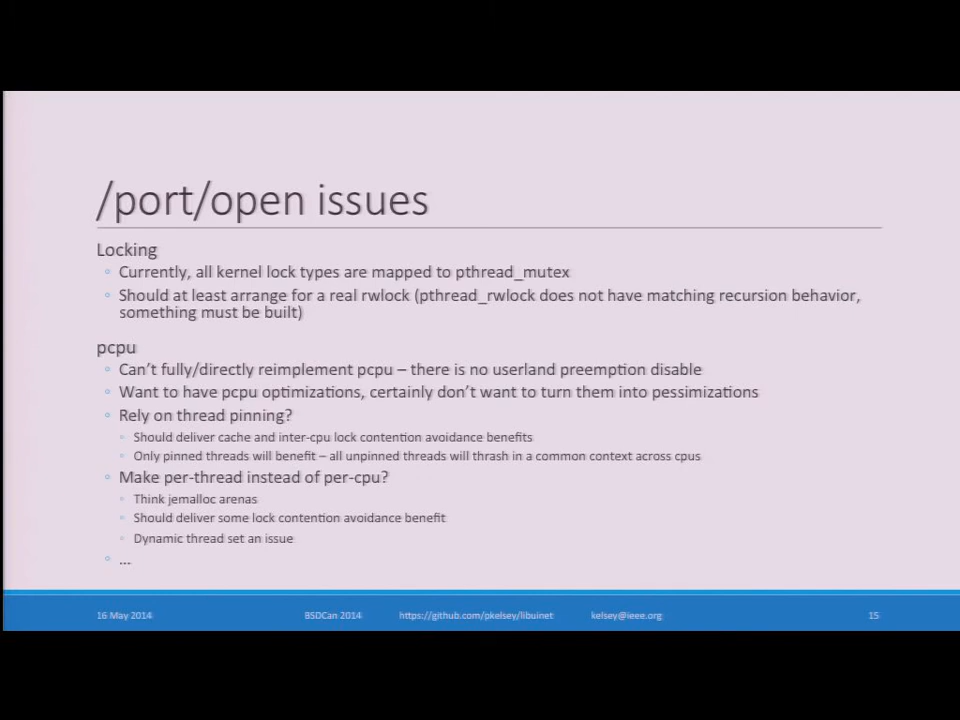 /port/open issues
Locking
Currently, all kernel lock types are mapped to pthread_mutex
Should at least arrange for a real rwlock (pthread_rwlock does not have matching recursion behavior,
something must be built)
pcpu
Can't fully/directly reimplement pcpu – there is no userland preemption disable
Want to have pcpu optimizations, certainly don't want to turn them into pessimizations
Rely on thread pinning?
Should deliver cache and inter-cpu lock contention avoidance benefits
Only pinned threads will benefit – all unpinned threads will thrash in a common context across cpus
Make per-thread instead of per-cpu?
Think jemalloc arenas
Should deliver some lock contention avoidance benefit
Dynamic thread set an issue
...
16 May 2014 BSDCan 2014 https://github.com/pkelsey/libuinet kelsey@ieee.org 15